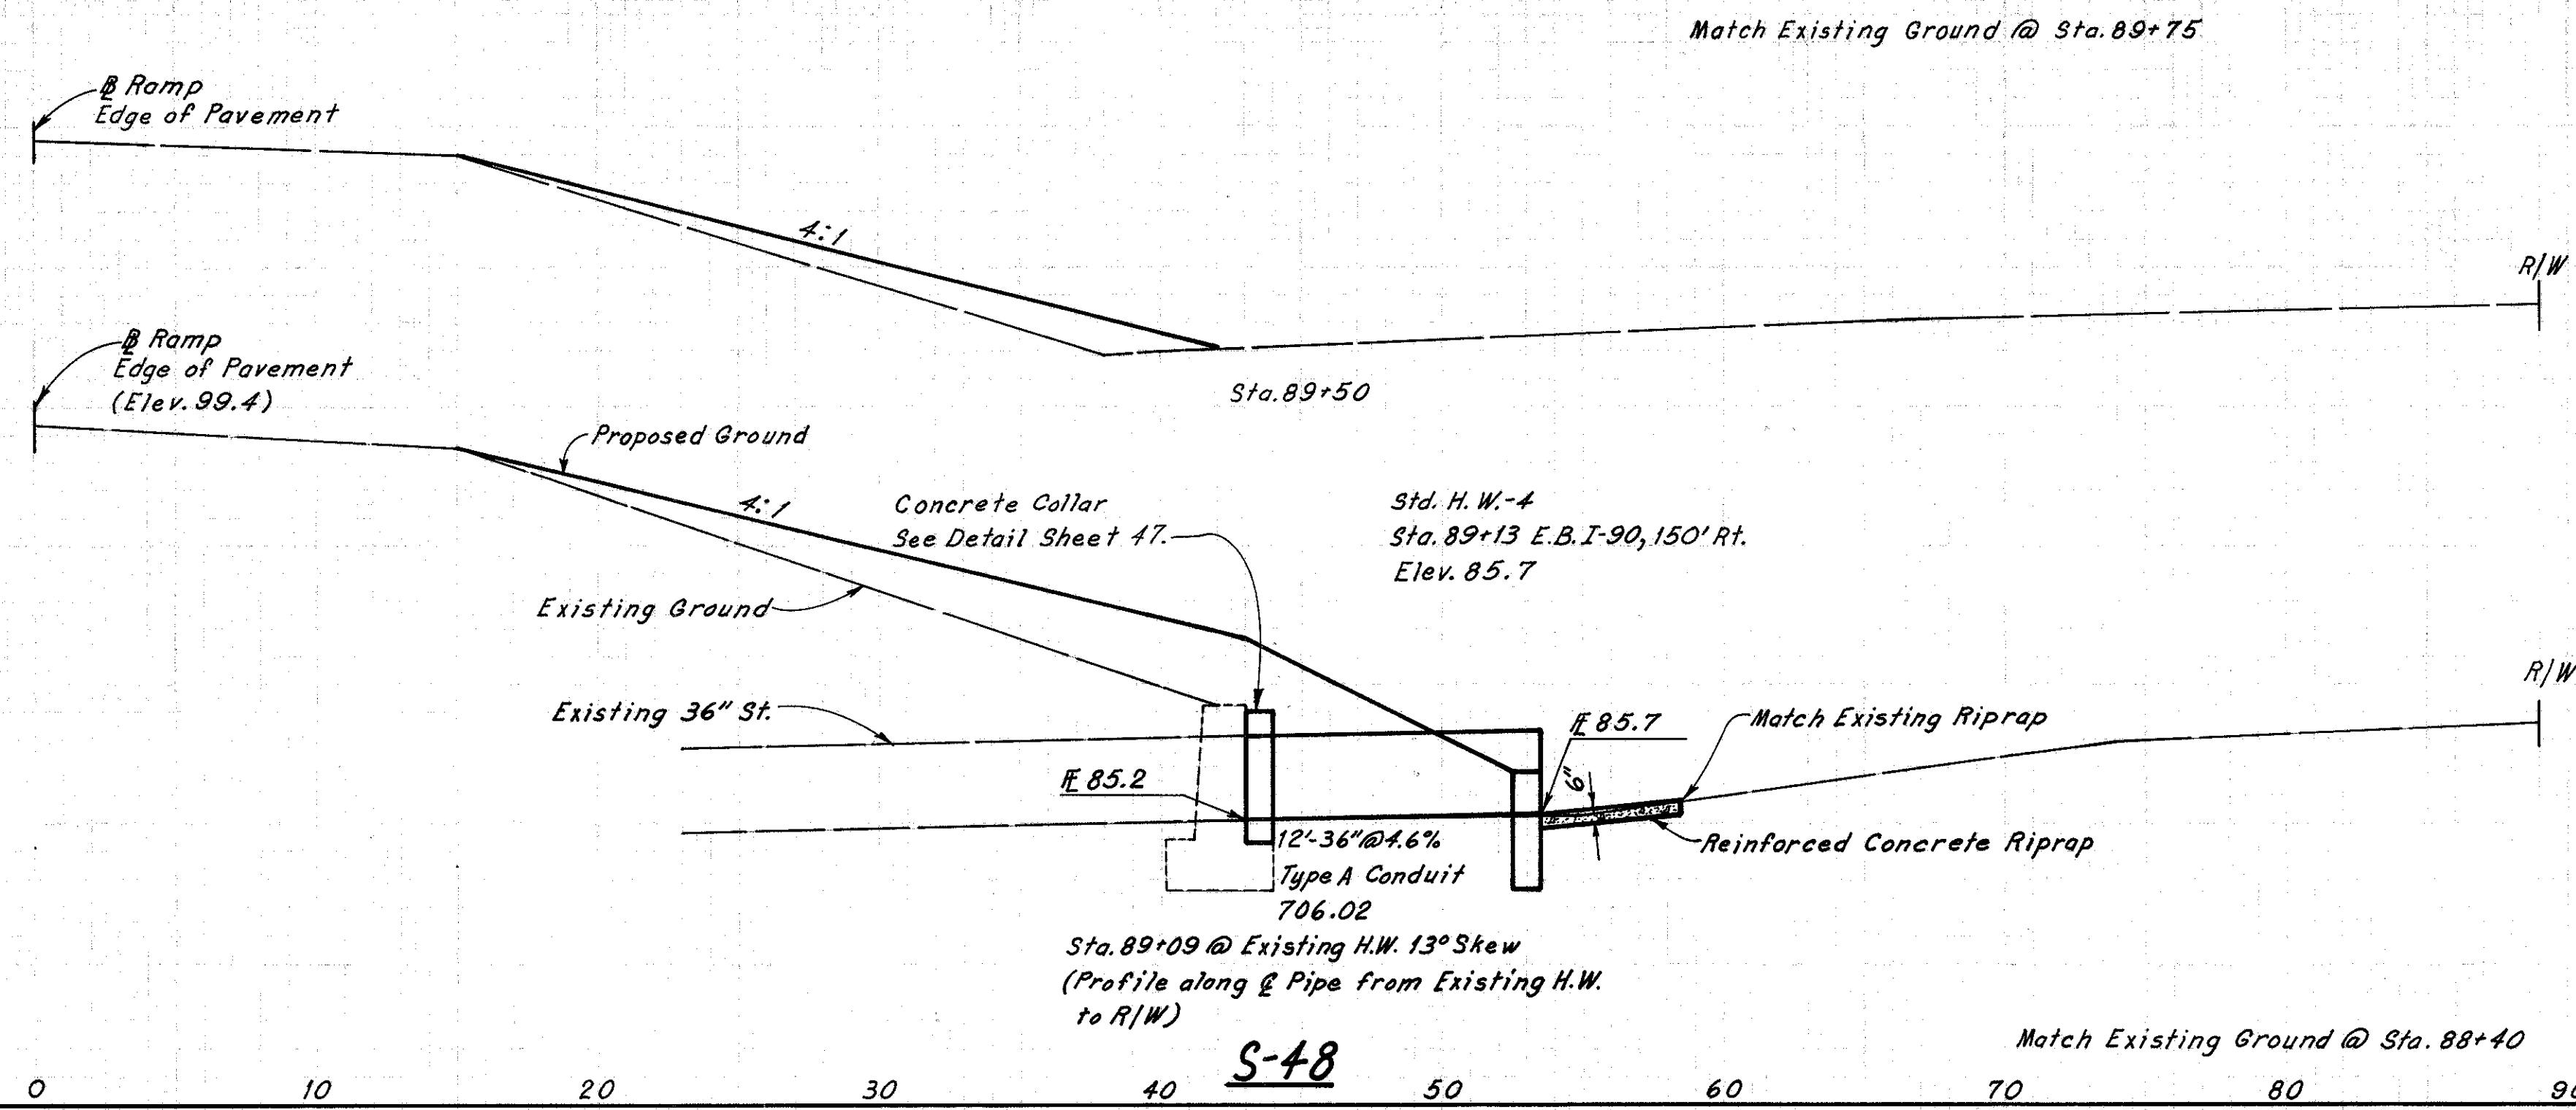 Match Existing Ground @ Sta. 89+75
℄ Ramp
Edge of Pavement
4:1
R/W
Sta. 89+50
℄ Ramp
Edge of Pavement
(Elev. 99.4)
Proposed Ground
4:1
Concrete Collar
See Detail Sheet 47.
Std. H. W.-4
Sta. 89+13 E.B. I-90, 150' Rt.
Elev. 85.7
Existing Ground
R/W
Existing 36" St.
FL 85.7
Match Existing Riprap
FL 85.2
6"
Reinforced Concrete Riprap
12'-36"@4.6%
Type A Conduit
706.02
Sta. 89+09 @ Existing H.W. 13° Skew
(Profile along ℄ Pipe from Existing H.W.
to R/W)
S-48
Match Existing Ground @ Sta. 88+40
0 10 20 30 40 50 60 70 80 90